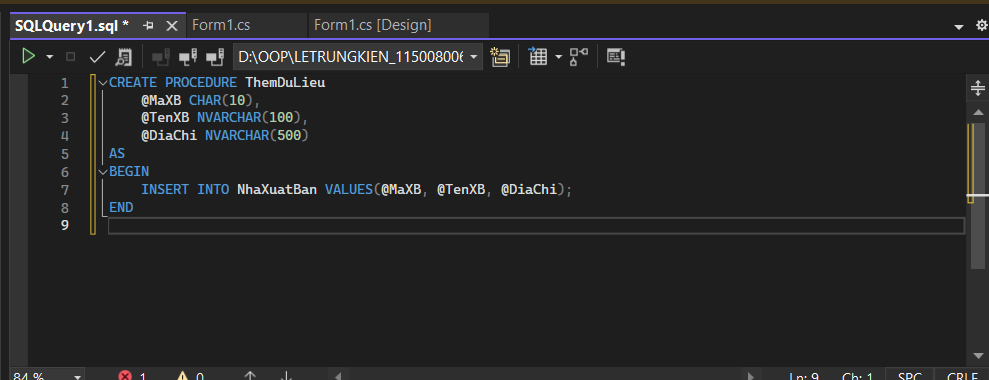 SQLQuery1.sql * Form1.cs Form1.cs [Design]
D:\OOP\LETRUNGKIEN_115008006
1 CREATE PROCEDURE ThemDuLieu
2 @MaXB CHAR(10),
3 @TenXB NVARCHAR(100),
4 @DiaChi NVARCHAR(500)
5 AS
6 BEGIN
7 INSERT INTO NhaXuatBan VALUES(@MaXB, @TenXB, @DiaChi);
8 END
9
84 % 1 0 Ln: 9 Ch: 1 SPC CRLF